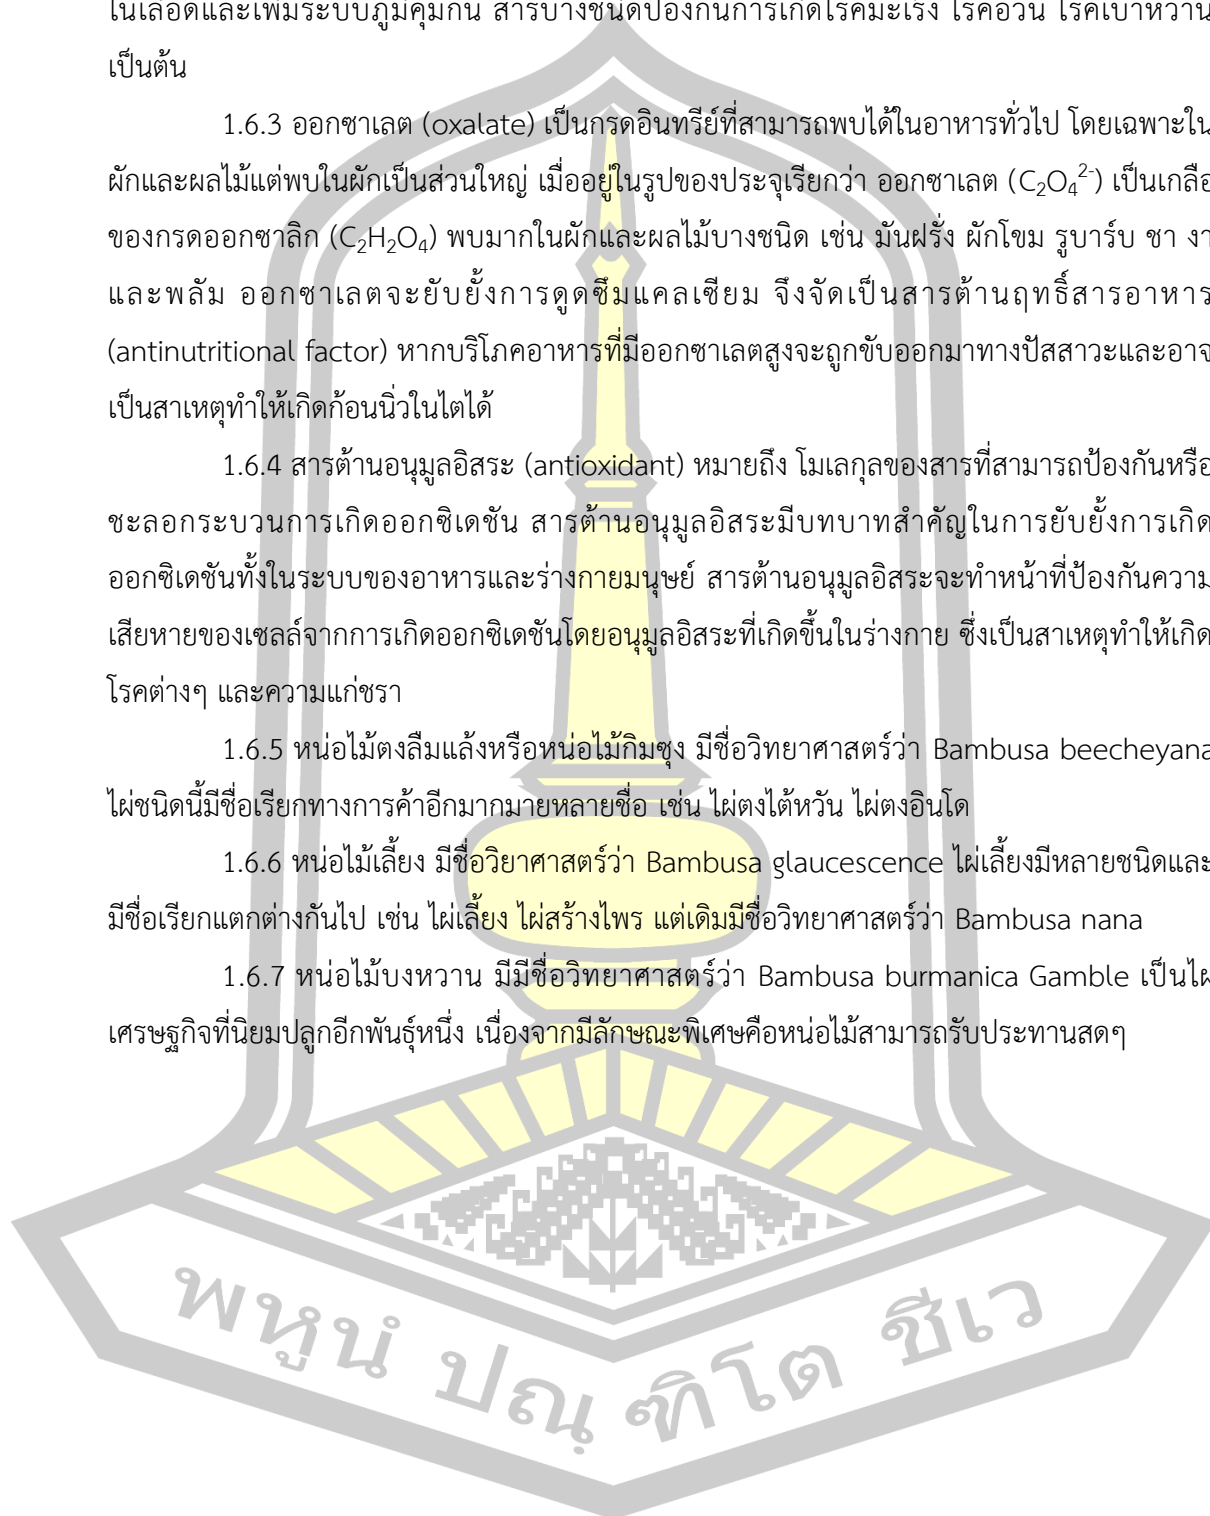 ในเลือดและเพิ่มระบบภูมิคุ้มกัน สารบางชนิดป้องกันการเกิดโรคมะเร็ง โรคอ้วน โรคเบาหวาน
เป็นต้น
1.6.3 ออกซาเลต (oxalate) เป็นกรดอินทรีย์ที่สามารถพบได้ในอาหารทั่วไป โดยเฉพาะใน
ผักและผลไม้แต่พบในผักเป็นส่วนใหญ่ เมื่ออยู่ในรูปของประจุเรียกว่า ออกซาเลต (C₂O₄²⁻) เป็นเกลือ
ของกรดออกซาลิก (C₂H₂O₄) พบมากในผักและผลไม้บางชนิด เช่น มันฝรั่ง ผักโขม รูบาร์บ ชา งา
และพลัม ออกซาเลตจะยับยั้งการดูดซึมแคลเซียม จึงจัดเป็นสารต้านฤทธิ์สารอาหาร
(antinutritional factor) หากบริโภคอาหารที่มีออกซาเลตสูงจะถูกขับออกมาทางปัสสาวะและอาจ
เป็นสาเหตุทำให้เกิดก้อนนิ่วในไตได้
1.6.4 สารต้านอนุมูลอิสระ (antioxidant) หมายถึง โมเลกุลของสารที่สามารถป้องกันหรือ
ชะลอกระบวนการเกิดออกซิเดชัน สารต้านอนุมูลอิสระมีบทบาทสำคัญในการยับยั้งการเกิด
ออกซิเดชันทั้งในระบบของอาหารและร่างกายมนุษย์ สารต้านอนุมูลอิสระจะทำหน้าที่ป้องกันความ
เสียหายของเซลล์จากการเกิดออกซิเดชันโดยอนุมูลอิสระที่เกิดขึ้นในร่างกาย ซึ่งเป็นสาเหตุทำให้เกิด
โรคต่างๆ และความแก่ชรา
1.6.5 หน่อไม้ตงลืมแล้งหรือหน่อไม้กิมซุง มีชื่อวิทยาศาสตร์ว่า Bambusa beecheyana
ไผ่ชนิดนี้มีชื่อเรียกทางการค้าอีกมากมายหลายชื่อ เช่น ไผ่ตงไต้หวัน ไผ่ตงอินโด
1.6.6 หน่อไม้เลี้ยง มีชื่อวิยาศาสตร์ว่า Bambusa glaucescence ไผ่เลี้ยงมีหลายชนิดและ
มีชื่อเรียกแตกต่างกันไป เช่น ไผ่เลี้ยง ไผ่สร้างไพร แต่เดิมมีชื่อวิทยาศาสตร์ว่า Bambusa nana
1.6.7 หน่อไม้บงหวาน มีมีชื่อวิทยาศาสตร์ว่า Bambusa burmanica Gamble เป็นไผ่
เศรษฐกิจที่นิยมปลูกอีกพันธุ์หนึ่ง เนื่องจากมีลักษณะพิเศษคือหน่อไม้สามารถรับประทานสดๆ
พหูนํ ปณฺฑิโต ชีเว